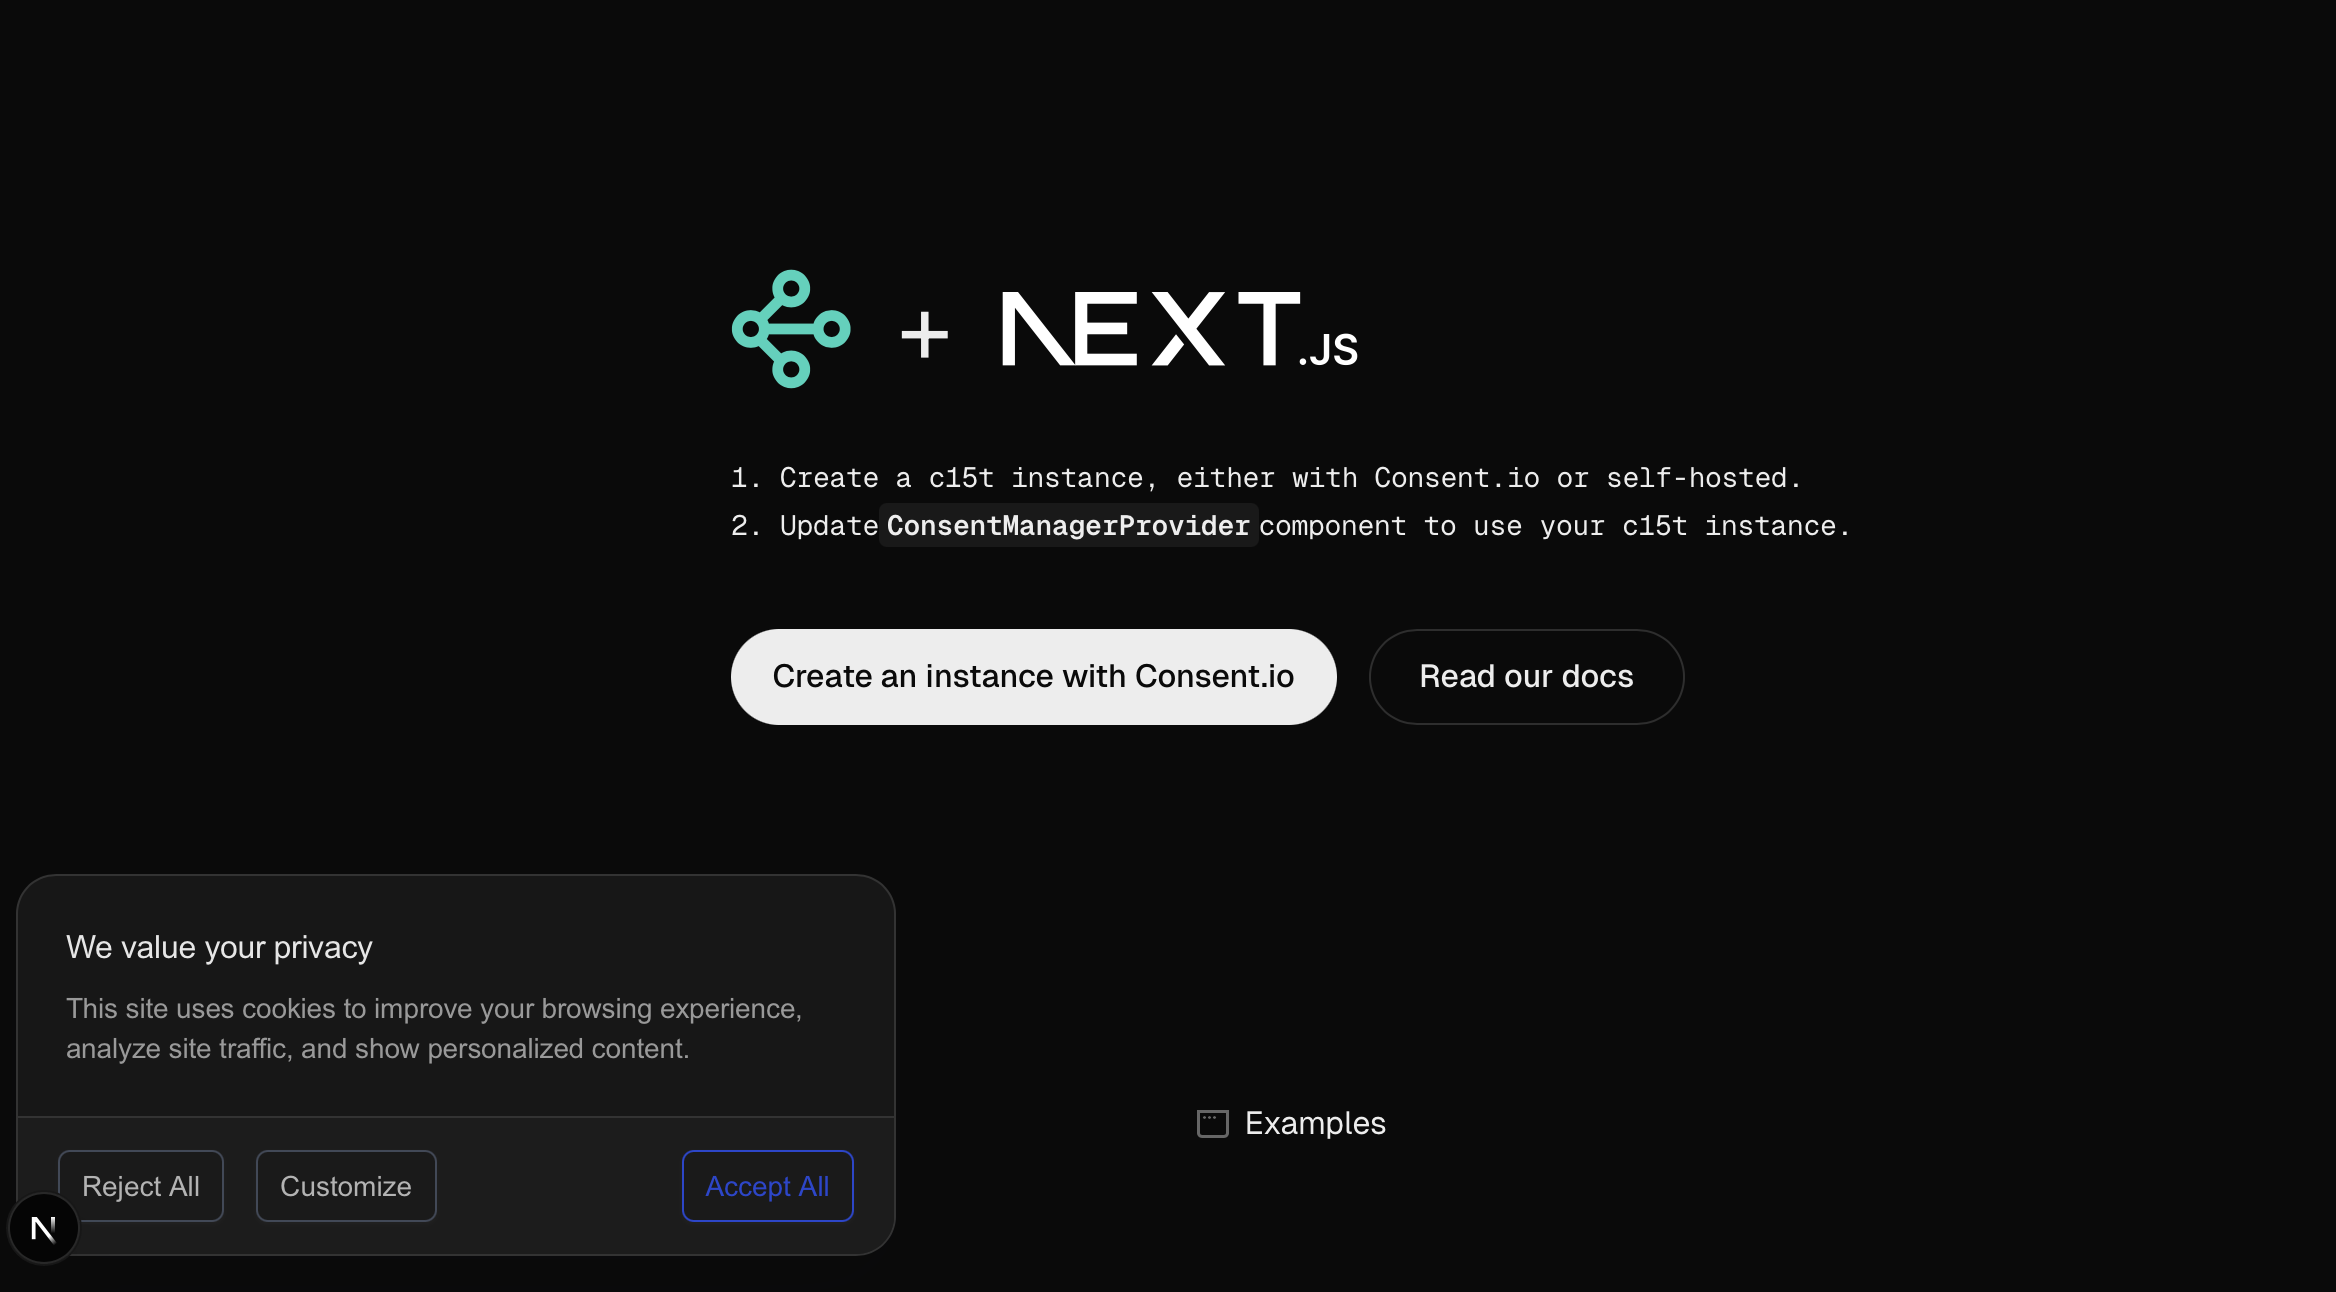 + NEXT.JS
1. Create a c15t instance, either with Consent.io or self-hosted.
2. Update ConsentManagerProvider component to use your c15t instance.
Create an instance with Consent.io
Read our docs
We value your privacy
This site uses cookies to improve your browsing experience,
analyze site traffic, and show personalized content.
Examples
Reject All
Customize
Accept All
N